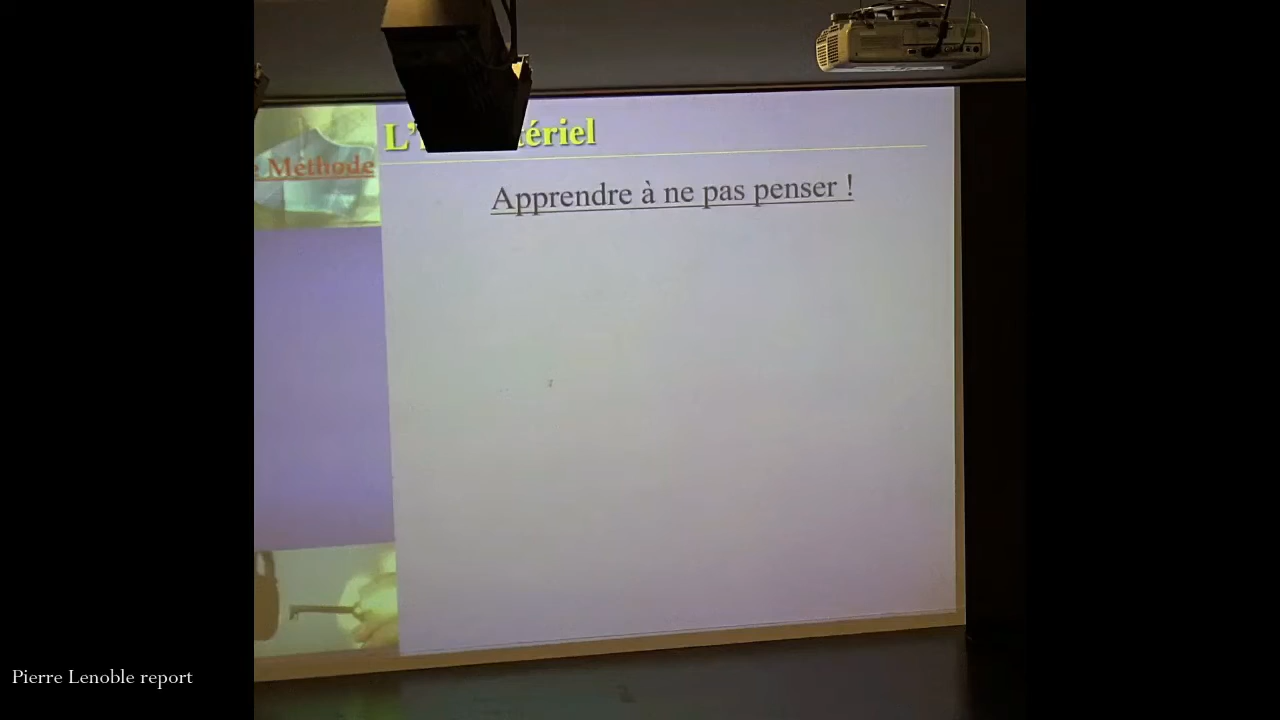 L'
tériel
Méthode
Apprendre à ne pas penser !
Pierre Lenoble report